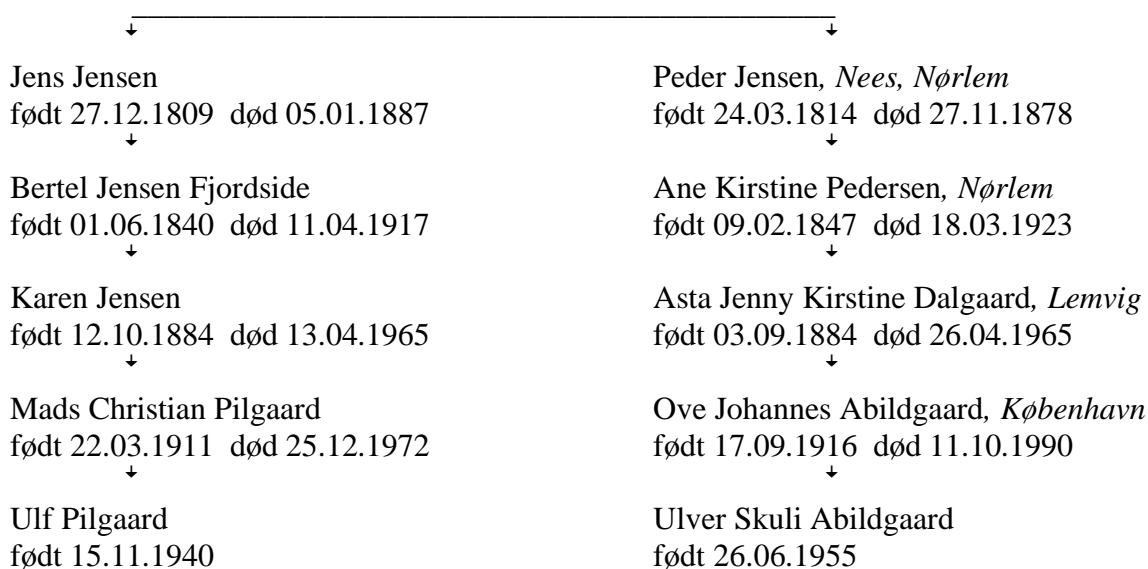 Jens Jensen
født 27.12.1809 død 05.01.1887
Bertel Jensen Fjordside
født 01.06.1840 død 11.04.1917
Karen Jensen
født 12.10.1884 død 13.04.1965
Mads Christian Pilgaard
født 22.03.1911 død 25.12.1972
Ulf Pilgaard
født 15.11.1940
Peder Jensen, Nees, Nørlem
født 24.03.1814 død 27.11.1878
Ane Kirstine Pedersen, Nørlem
født 09.02.1847 død 18.03.1923
Asta Jenny Kirstine Dalgaard, Lemvig
født 03.09.1884 død 26.04.1965
Ove Johannes Abildgaard, København
født 17.09.1916 død 11.10.1990
Ulver Skuli Abildgaard
født 26.06.1955